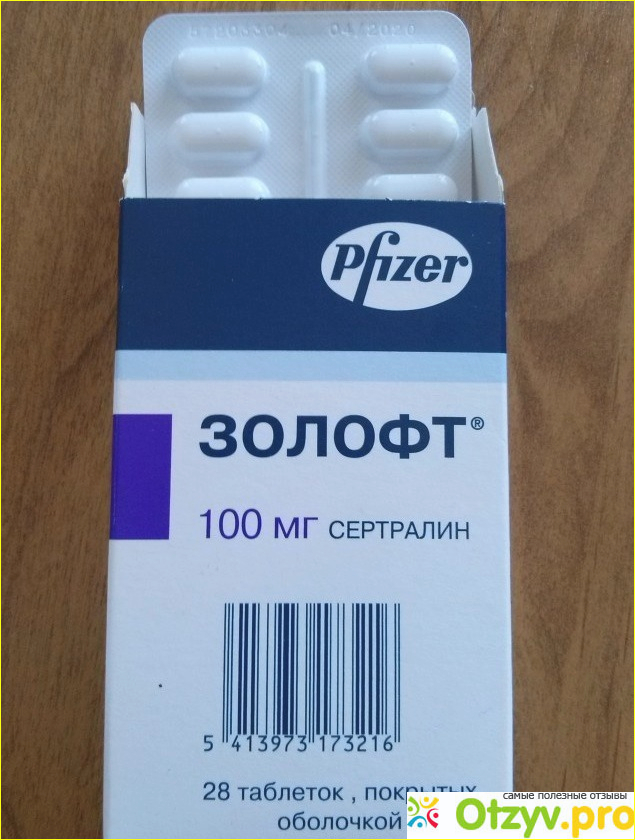 04/2020
Pfizer
ЗОЛОФТ®
100 мг СЕРТРАЛИН
5 413973 173216
28 таблеток , покрытых
оболочкой
самые полезные отзывы
Otzyv.pro